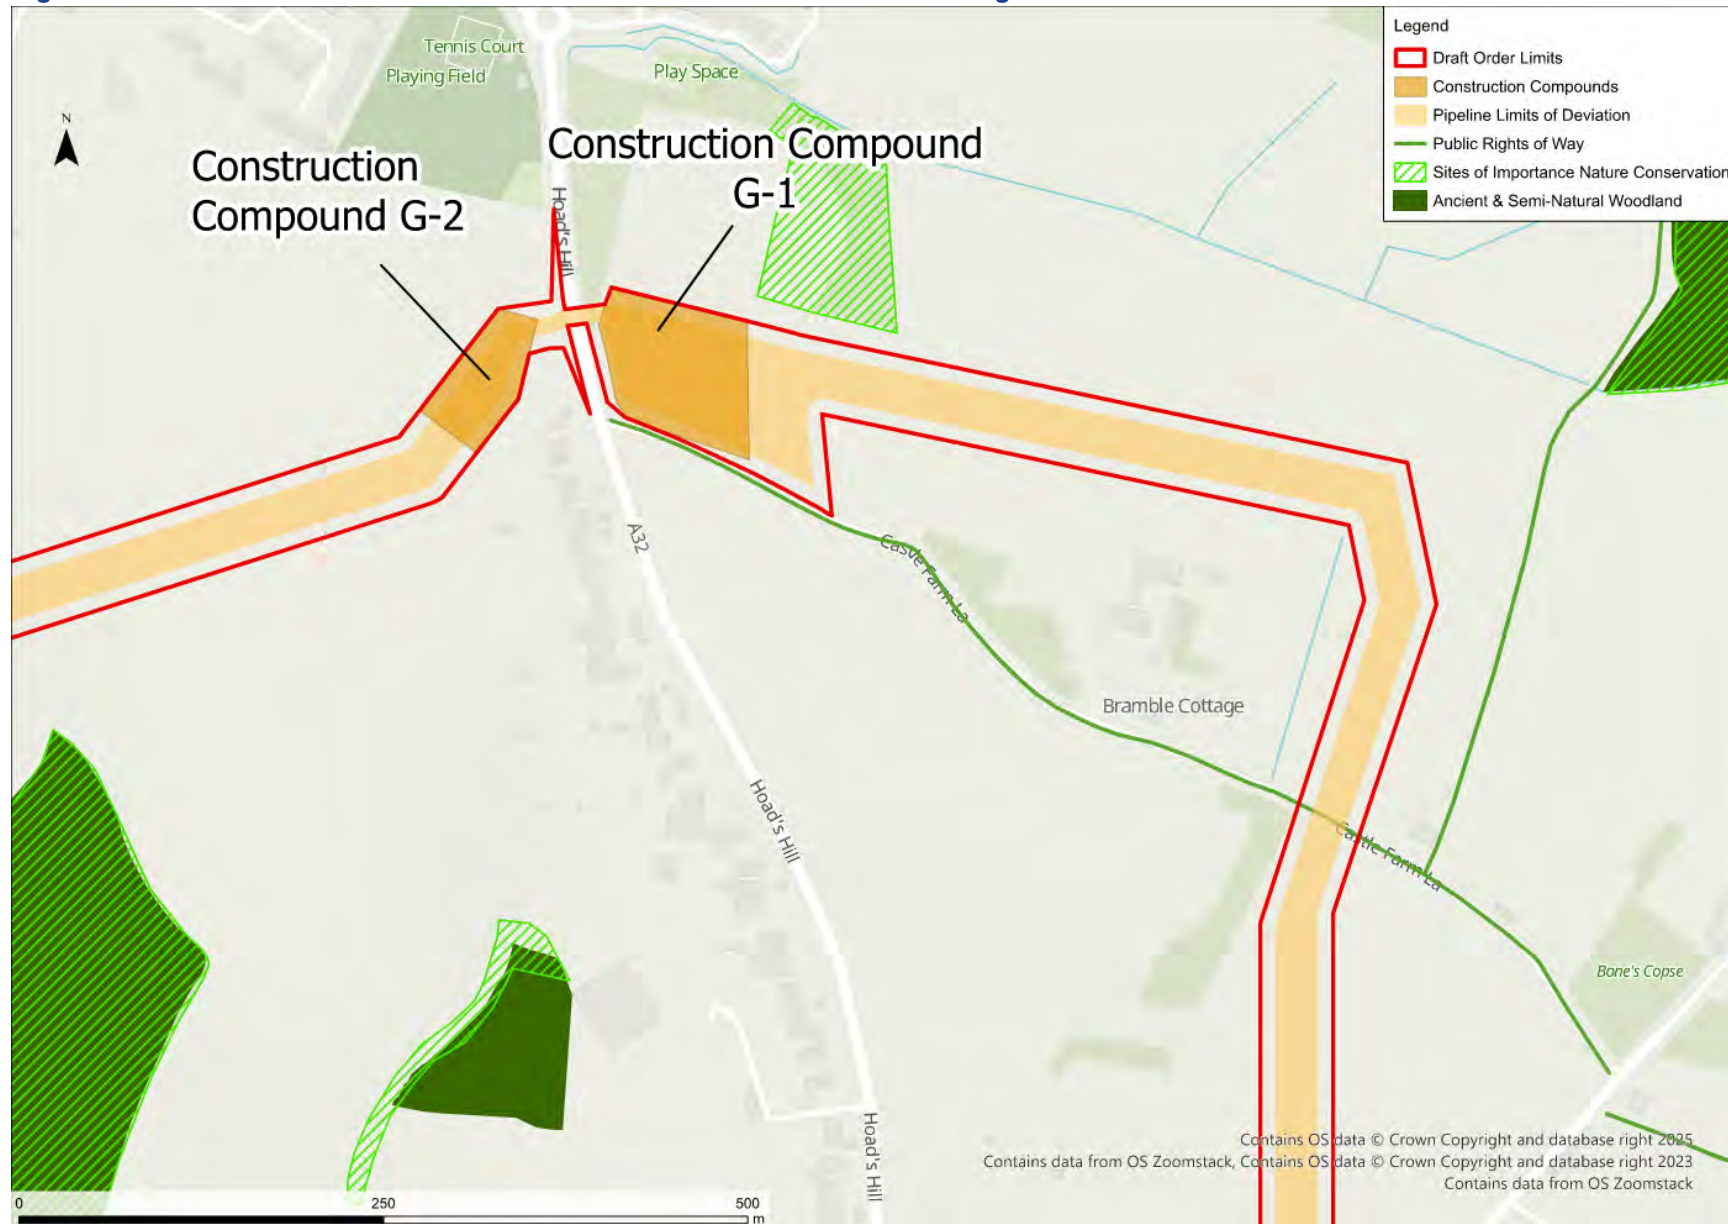 Legend
Draft Order Limits
Construction Compounds
Pipeline Limits of Deviation
Public Rights of Way
Sites of Importance Nature Conservation
Ancient & Semi-Natural Woodland
Tennis Court
Playing Field
Play Space
N
Construction
Compound G-2
Construction Compound
G-1
Hoad's Hill
A32
Castle Farm La
Bramble Cottage
Hoad's Hill
Castle Farm La
Bone's Copse
Hoad's Hill
Contains OS data © Crown Copyright and database right 2025
Contains data from OS Zoomstack, Contains OS data © Crown Copyright and database right 2023
Contains data from OS Zoomstack
0 250 500
m